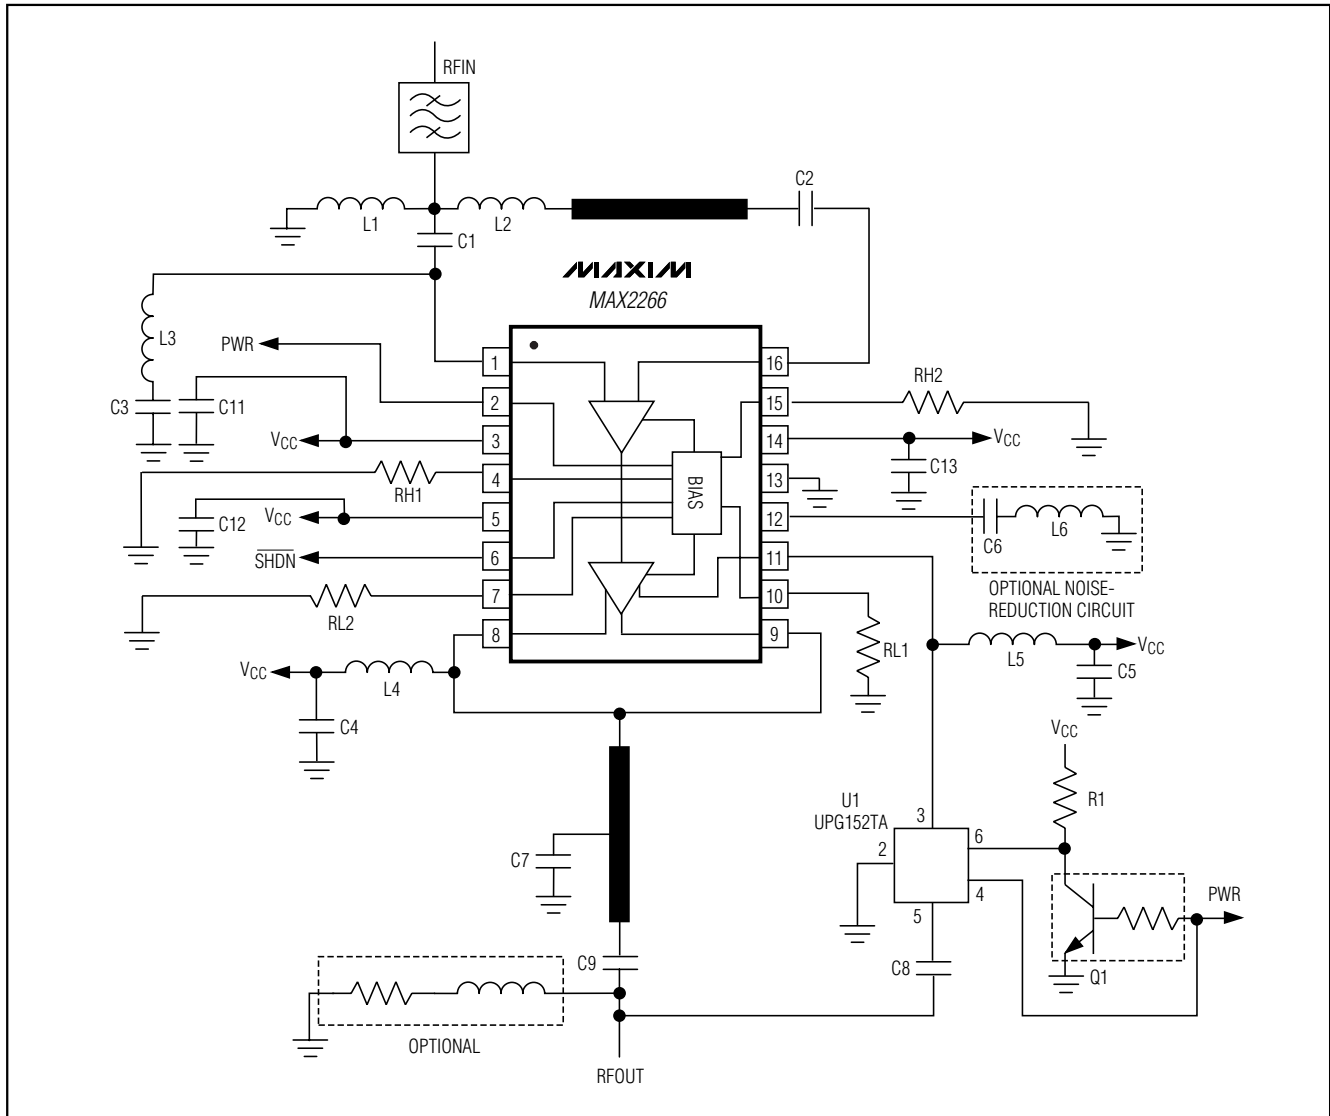 RFIN
C2
L1
L2
C1
MAXIM
MAX2266
L3
PWR
RH2
1
16
2
15
C3
C11
VCC
3
14
VCC
C13
4
13
RH1
BIAS
C12
VCC
5
12
C6
L6
SHDN
6
11
OPTIONAL NOISE-
REDUCTION CIRCUIT
7
10
RL2
8
9
RL1
VCC
L4
L5
VCC
C5
C4
VCC
R1
U1
UPG152TA
3
6
2
4
5
C7
PWR
C9
C8
Q1
OPTIONAL
RFOUT